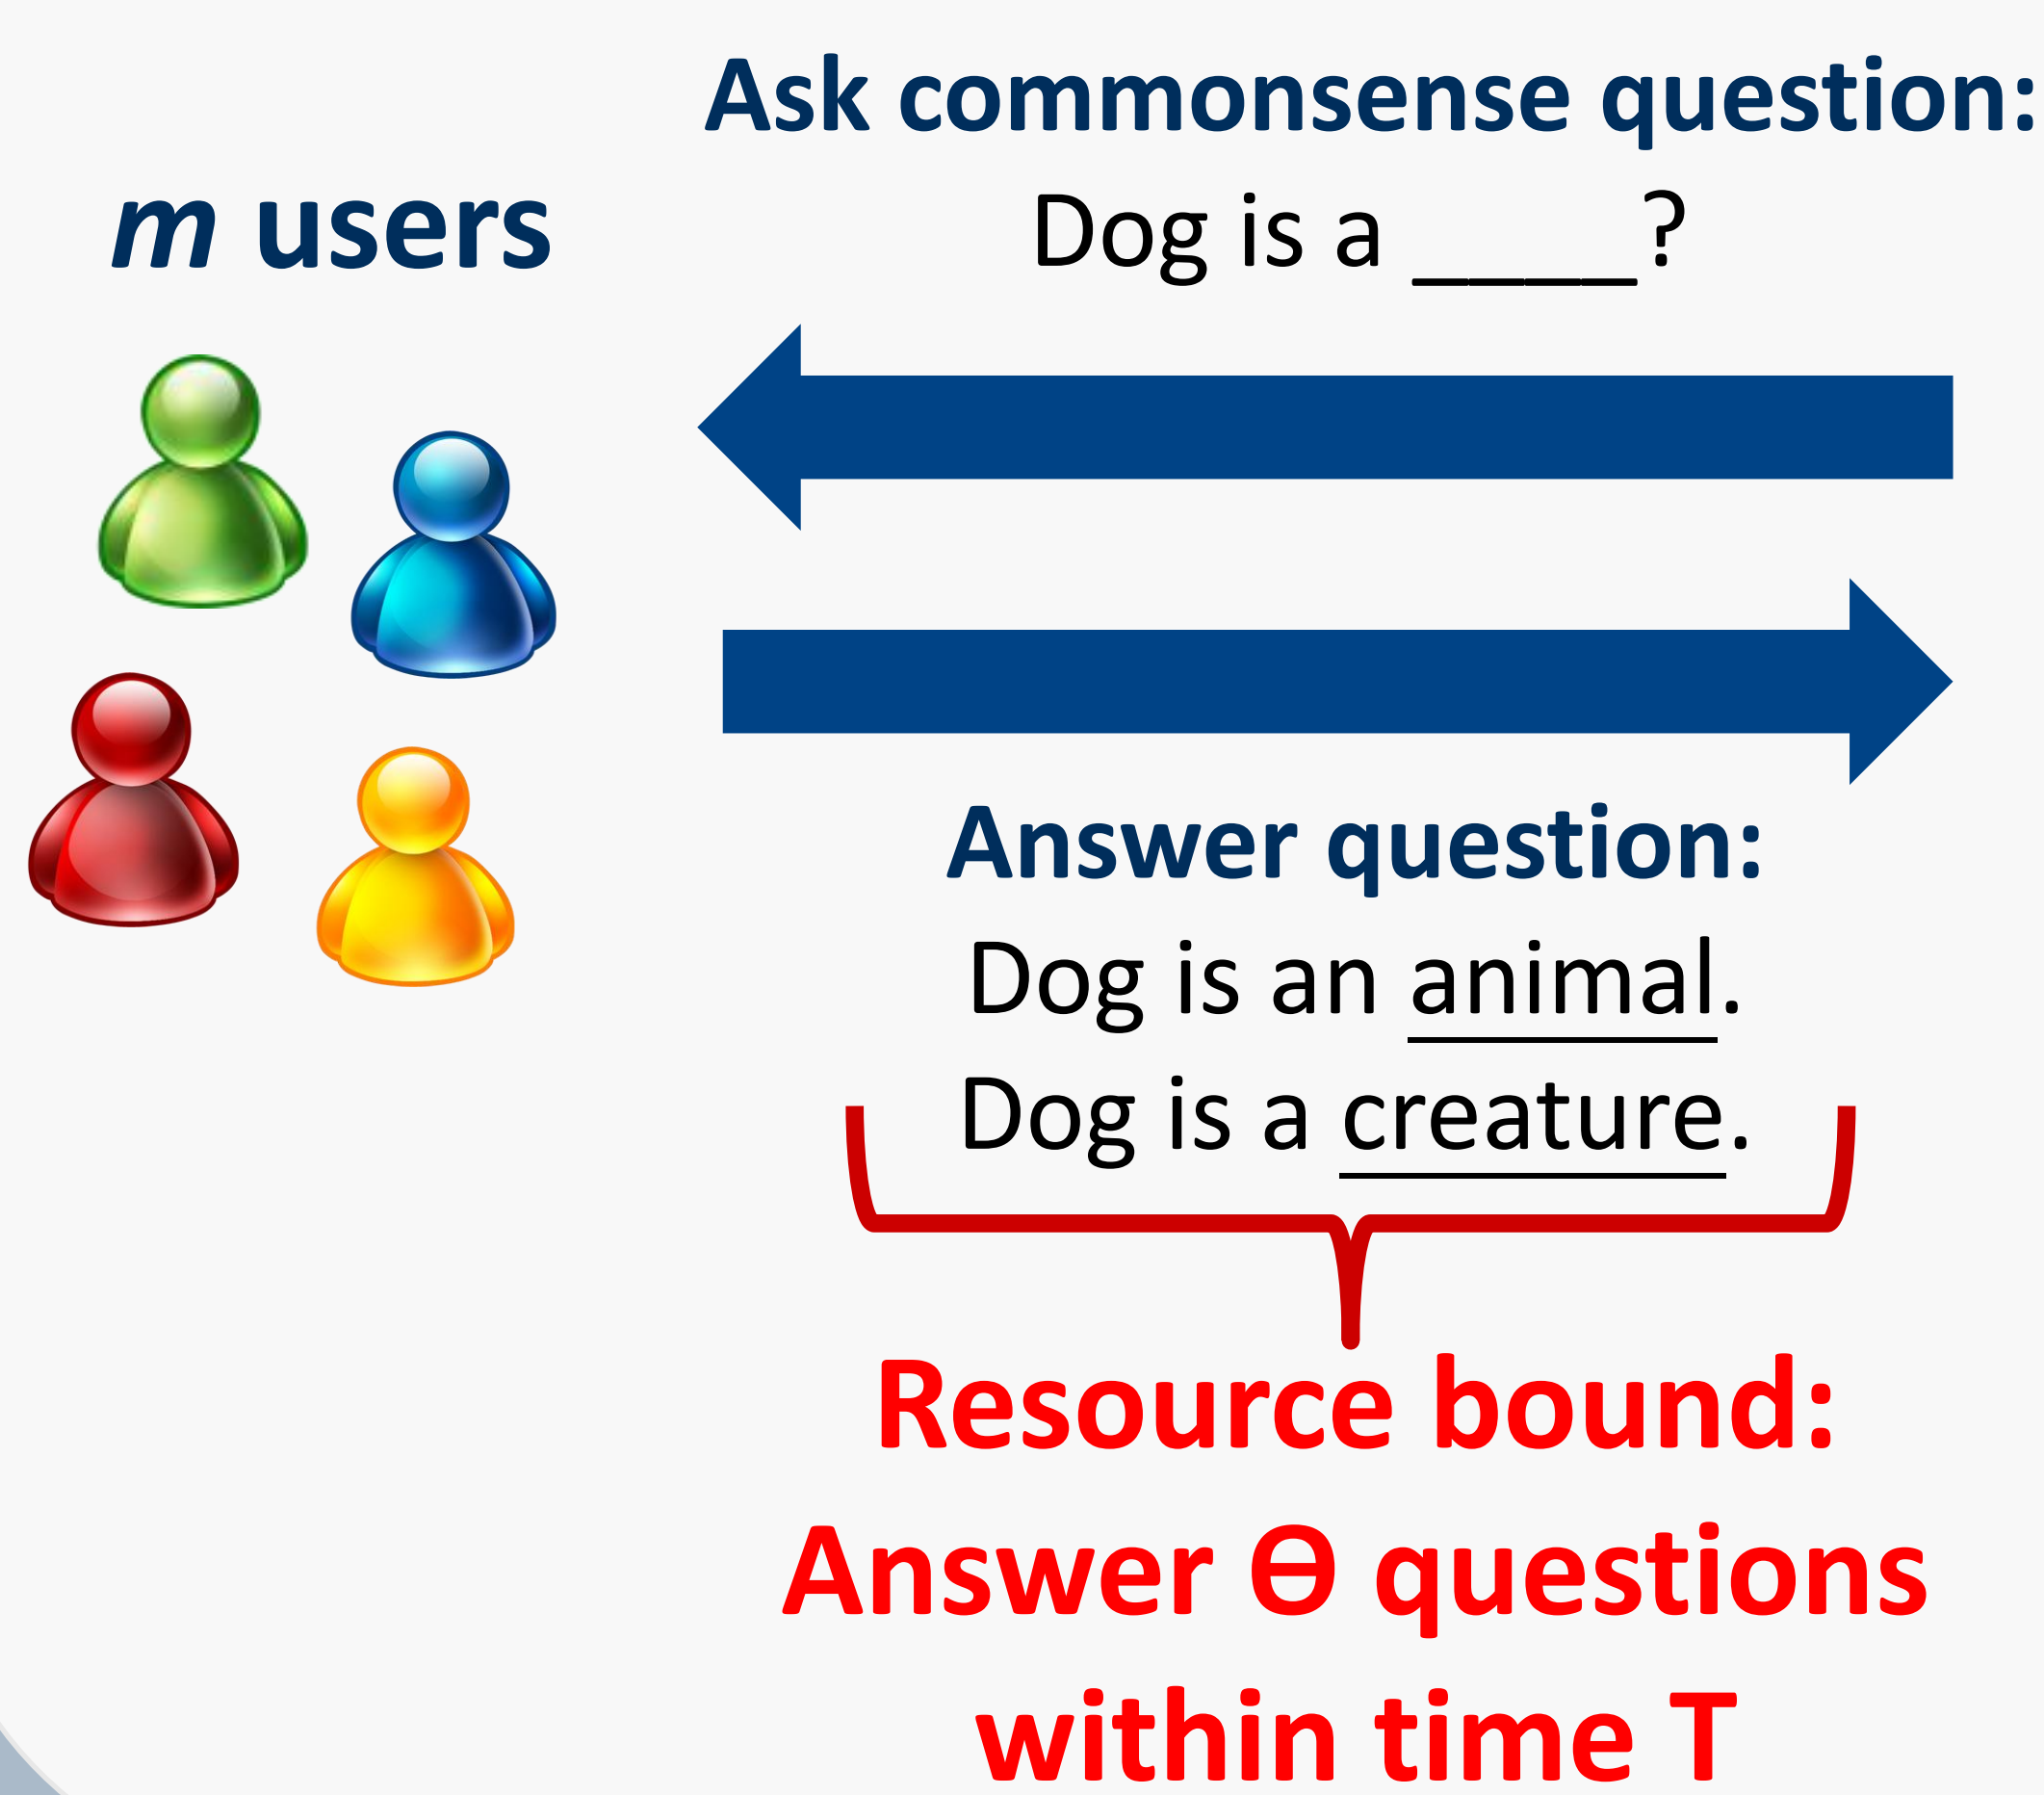 Ask commonsense question:
m users
Dog is a ____?
Answer question:
Dog is an animal.
Dog is a creature.
Resource bound:
Answer Ɵ questions
within time T